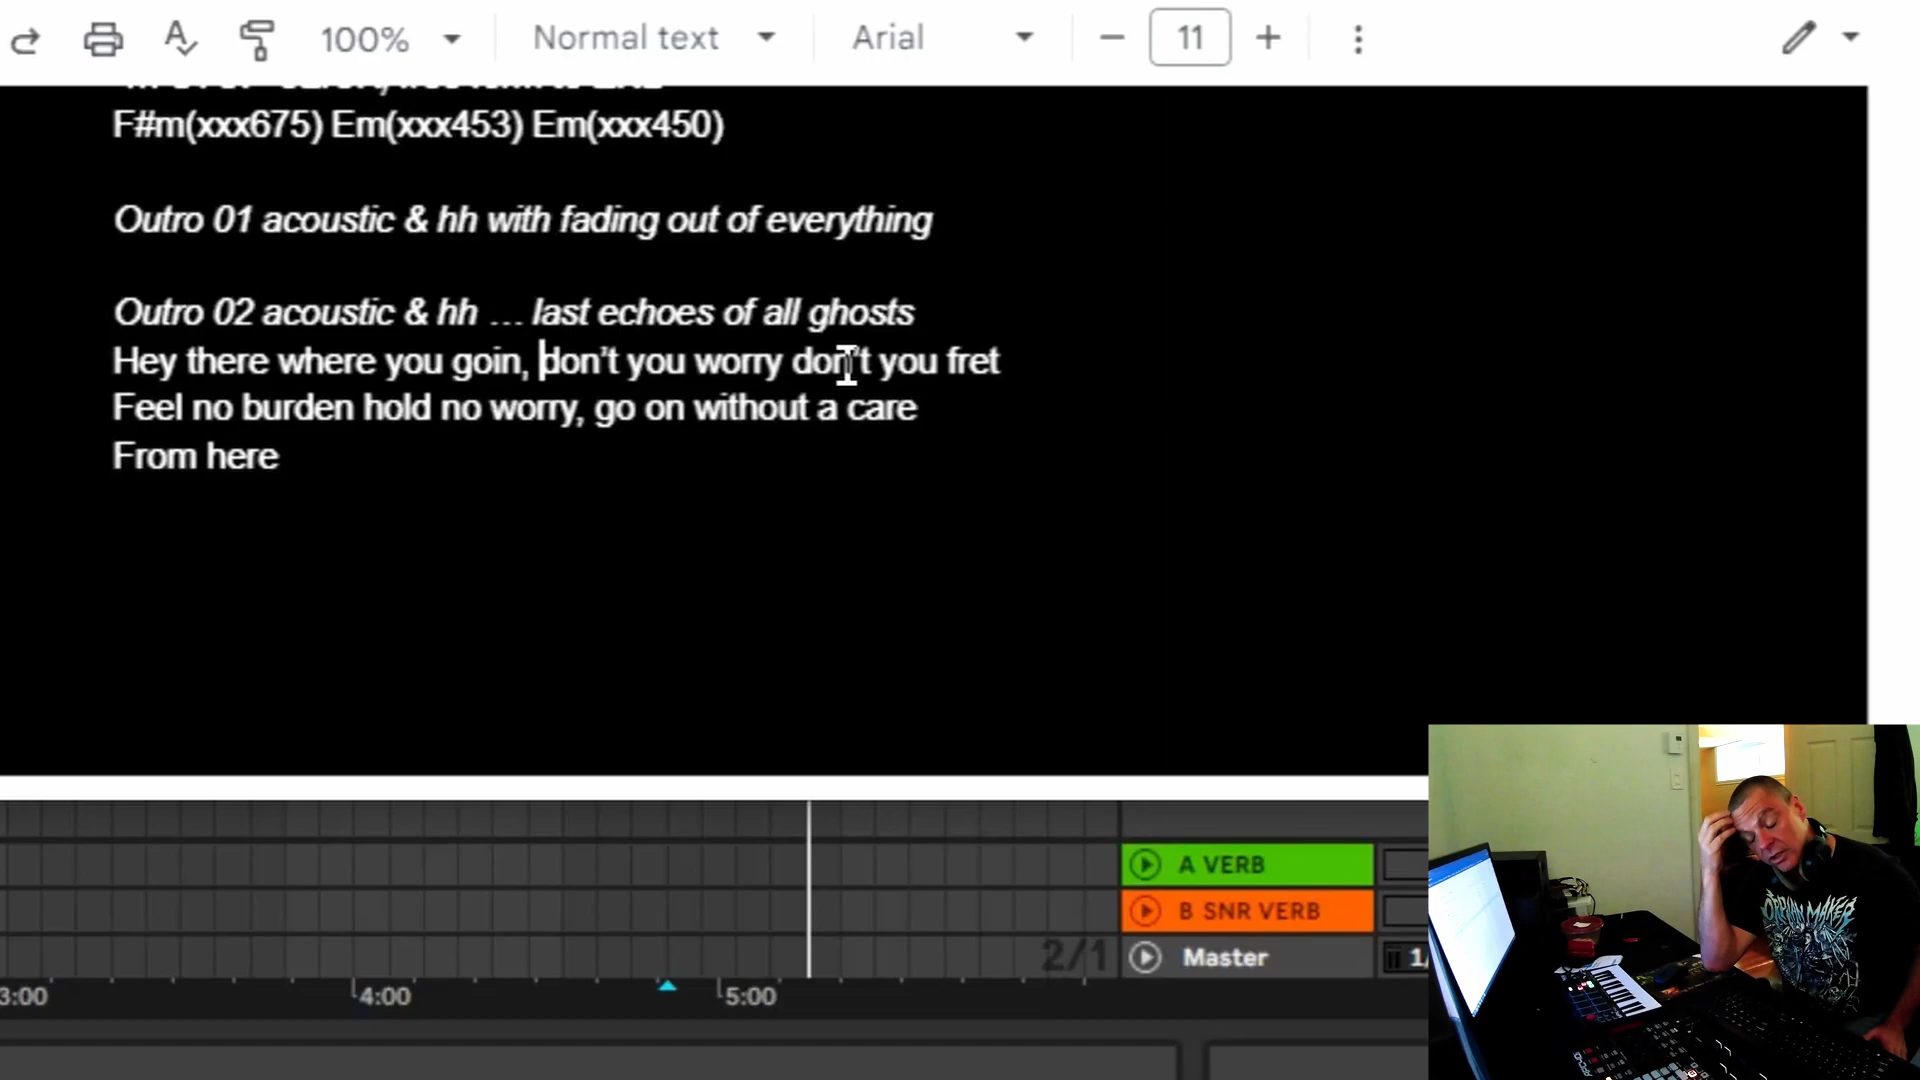 100% Normal text Arial 11
F#m(xxx675) Em(xxx453) Em(xxx450)
Outro 01 acoustic & hh with fading out of everything
Outro 02 acoustic & hh ... last echoes of all ghosts
Hey there where you goin, don't you worry don't you fret
Feel no burden hold no worry, go on without a care
From here
A VERB
B SNR VERB
2/1 Master 1/
3:00 4:00 5:00